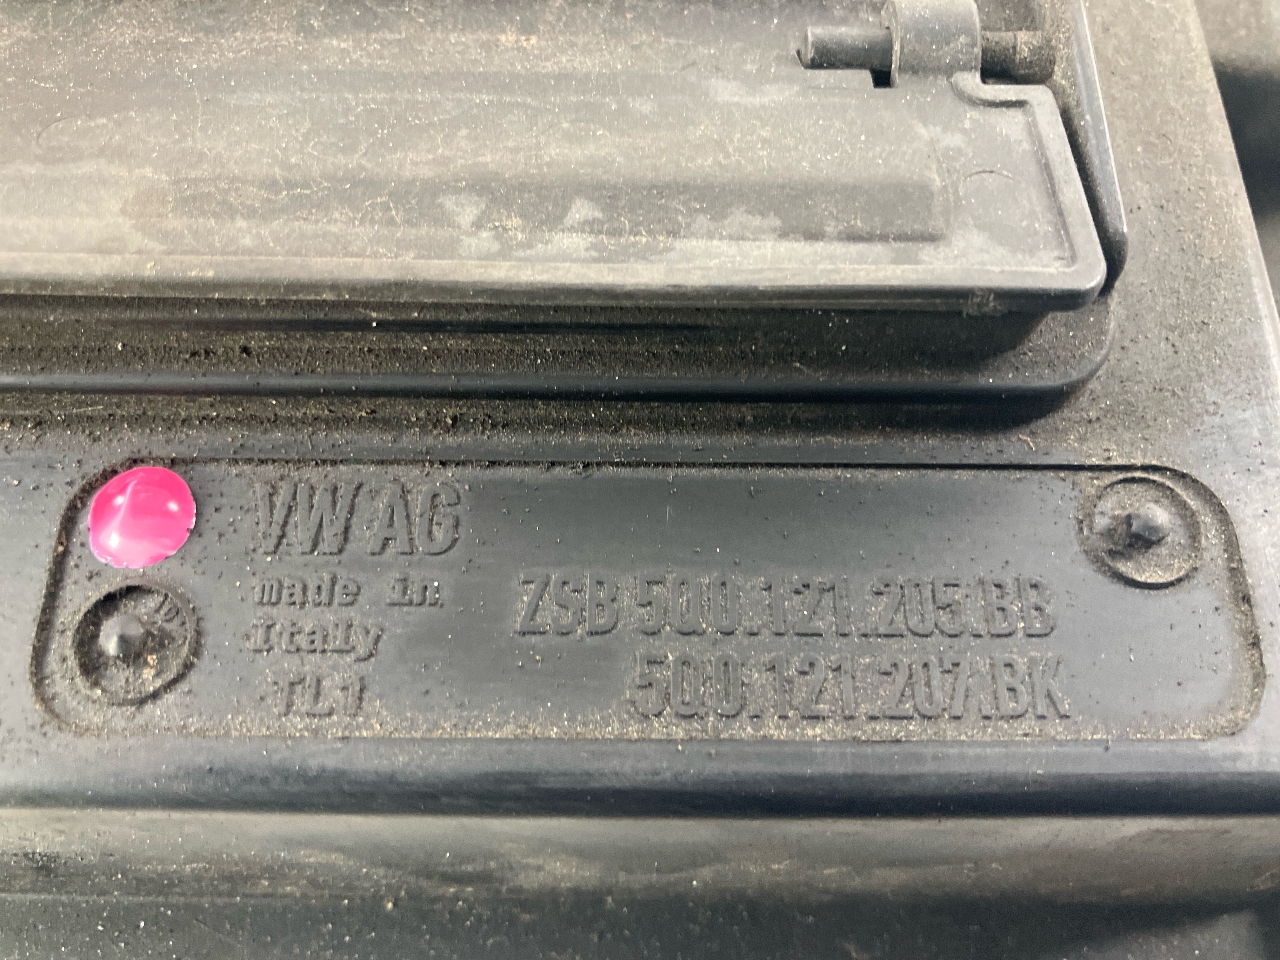 VW AG
made in
Italy
TL1
ZSB 5Q0.121.205.BB
5Q0.121.207.BK